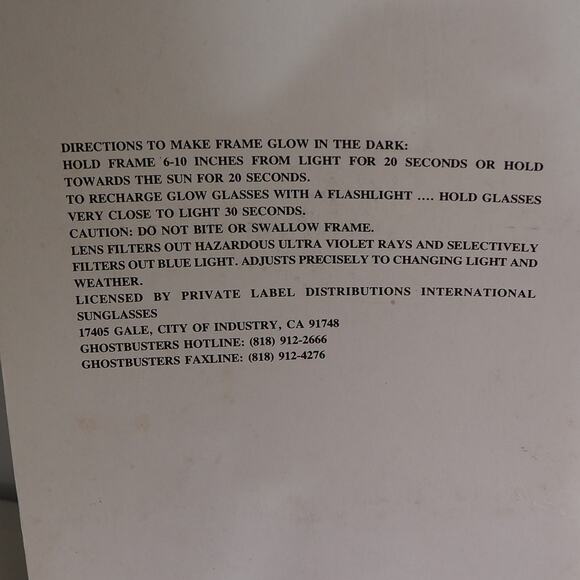 DIRECTIONS TO MAKE FRAME GLOW IN THE DARK:
HOLD FRAME 6-10 INCHES FROM LIGHT FOR 20 SECONDS OR HOLD
TOWARDS THE SUN FOR 20 SECONDS.
TO RECHARGE GLOW GLASSES WITH A FLASHLIGHT .... HOLD GLASSES
VERY CLOSE TO LIGHT 30 SECONDS.
CAUTION: DO NOT BITE OR SWALLOW FRAME.
LENS FILTERS OUT HAZARDOUS ULTRA VIOLET RAYS AND SELECTIVELY
FILTERS OUT BLUE LIGHT. ADJUSTS PRECISELY TO CHANGING LIGHT AND
WEATHER.
LICENSED BY PRIVATE LABEL DISTRIBUTIONS INTERNATIONAL
SUNGLASSES
17405 GALE, CITY OF INDUSTRY, CA 91748
GHOSTBUSTERS HOTLINE: (818) 912-2666
GHOSTBUSTERS FAXLINE: (818) 912-4276